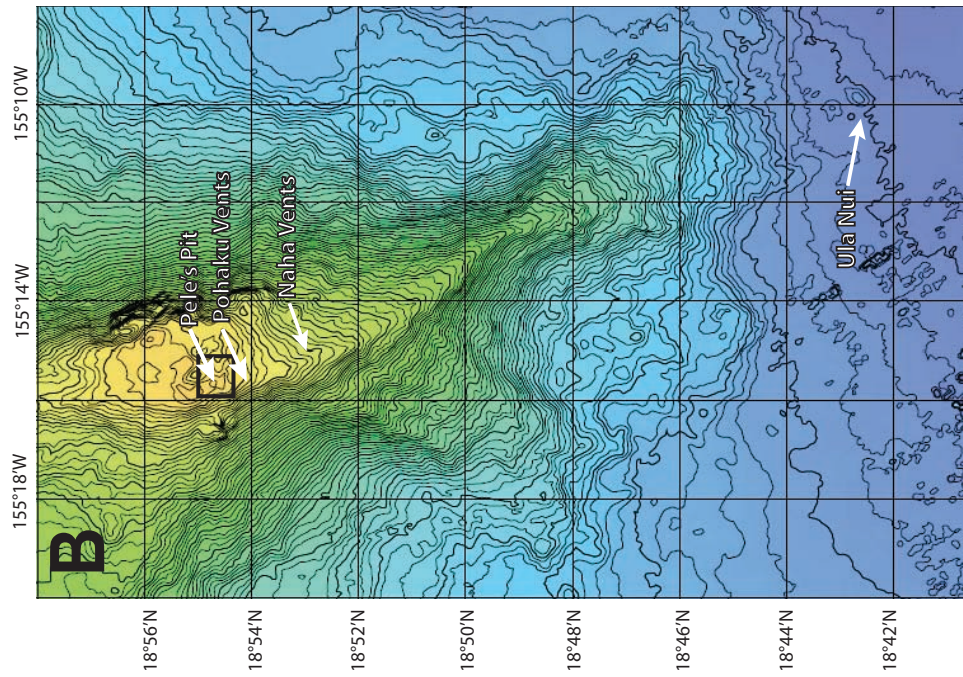 B
155°18'W
155°14'W
155°10'W
Pele's Pit
Pohaku Vents
Naha Vents
Ula Nui
18°56'N
18°54'N
18°52'N
18°50'N
18°48'N
18°46'N
18°44'N
18°42'N